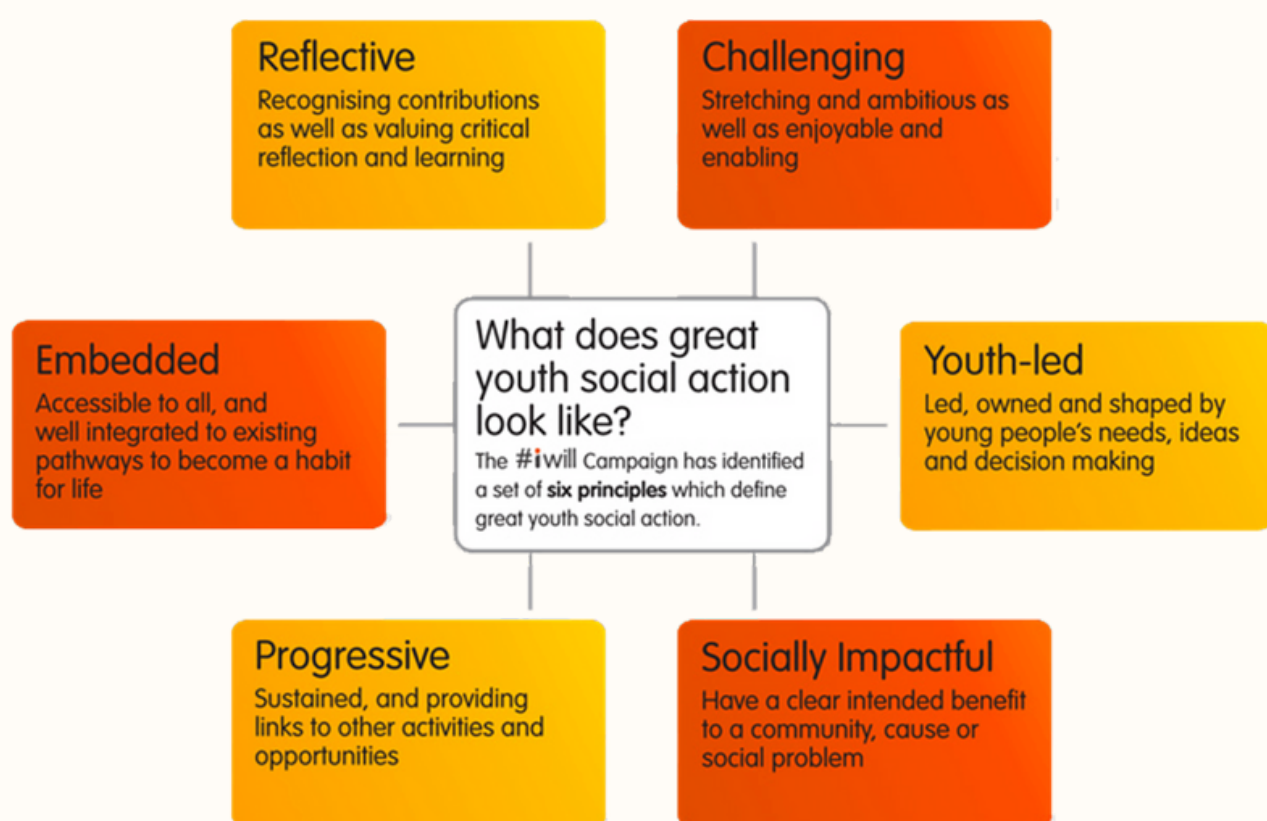 Reflective
Recognising contributions
as well as valuing critical
reflection and learning
Challenging
Stretching and ambitious as
well as enjoyable and
enabling
Embedded
Accessible to all, and
well integrated to existing
pathways to become a habit
for life
What does great
youth social action
look like?
The #iwill Campaign has identified
a set of six principles which define
great youth social action.
Youth-led
Led, owned and shaped by
young people's needs, ideas
and decision making
Progressive
Sustained, and providing
links to other activities and
opportunities
Socially Impactful
Have a clear intended benefit
to a community, cause or
social problem